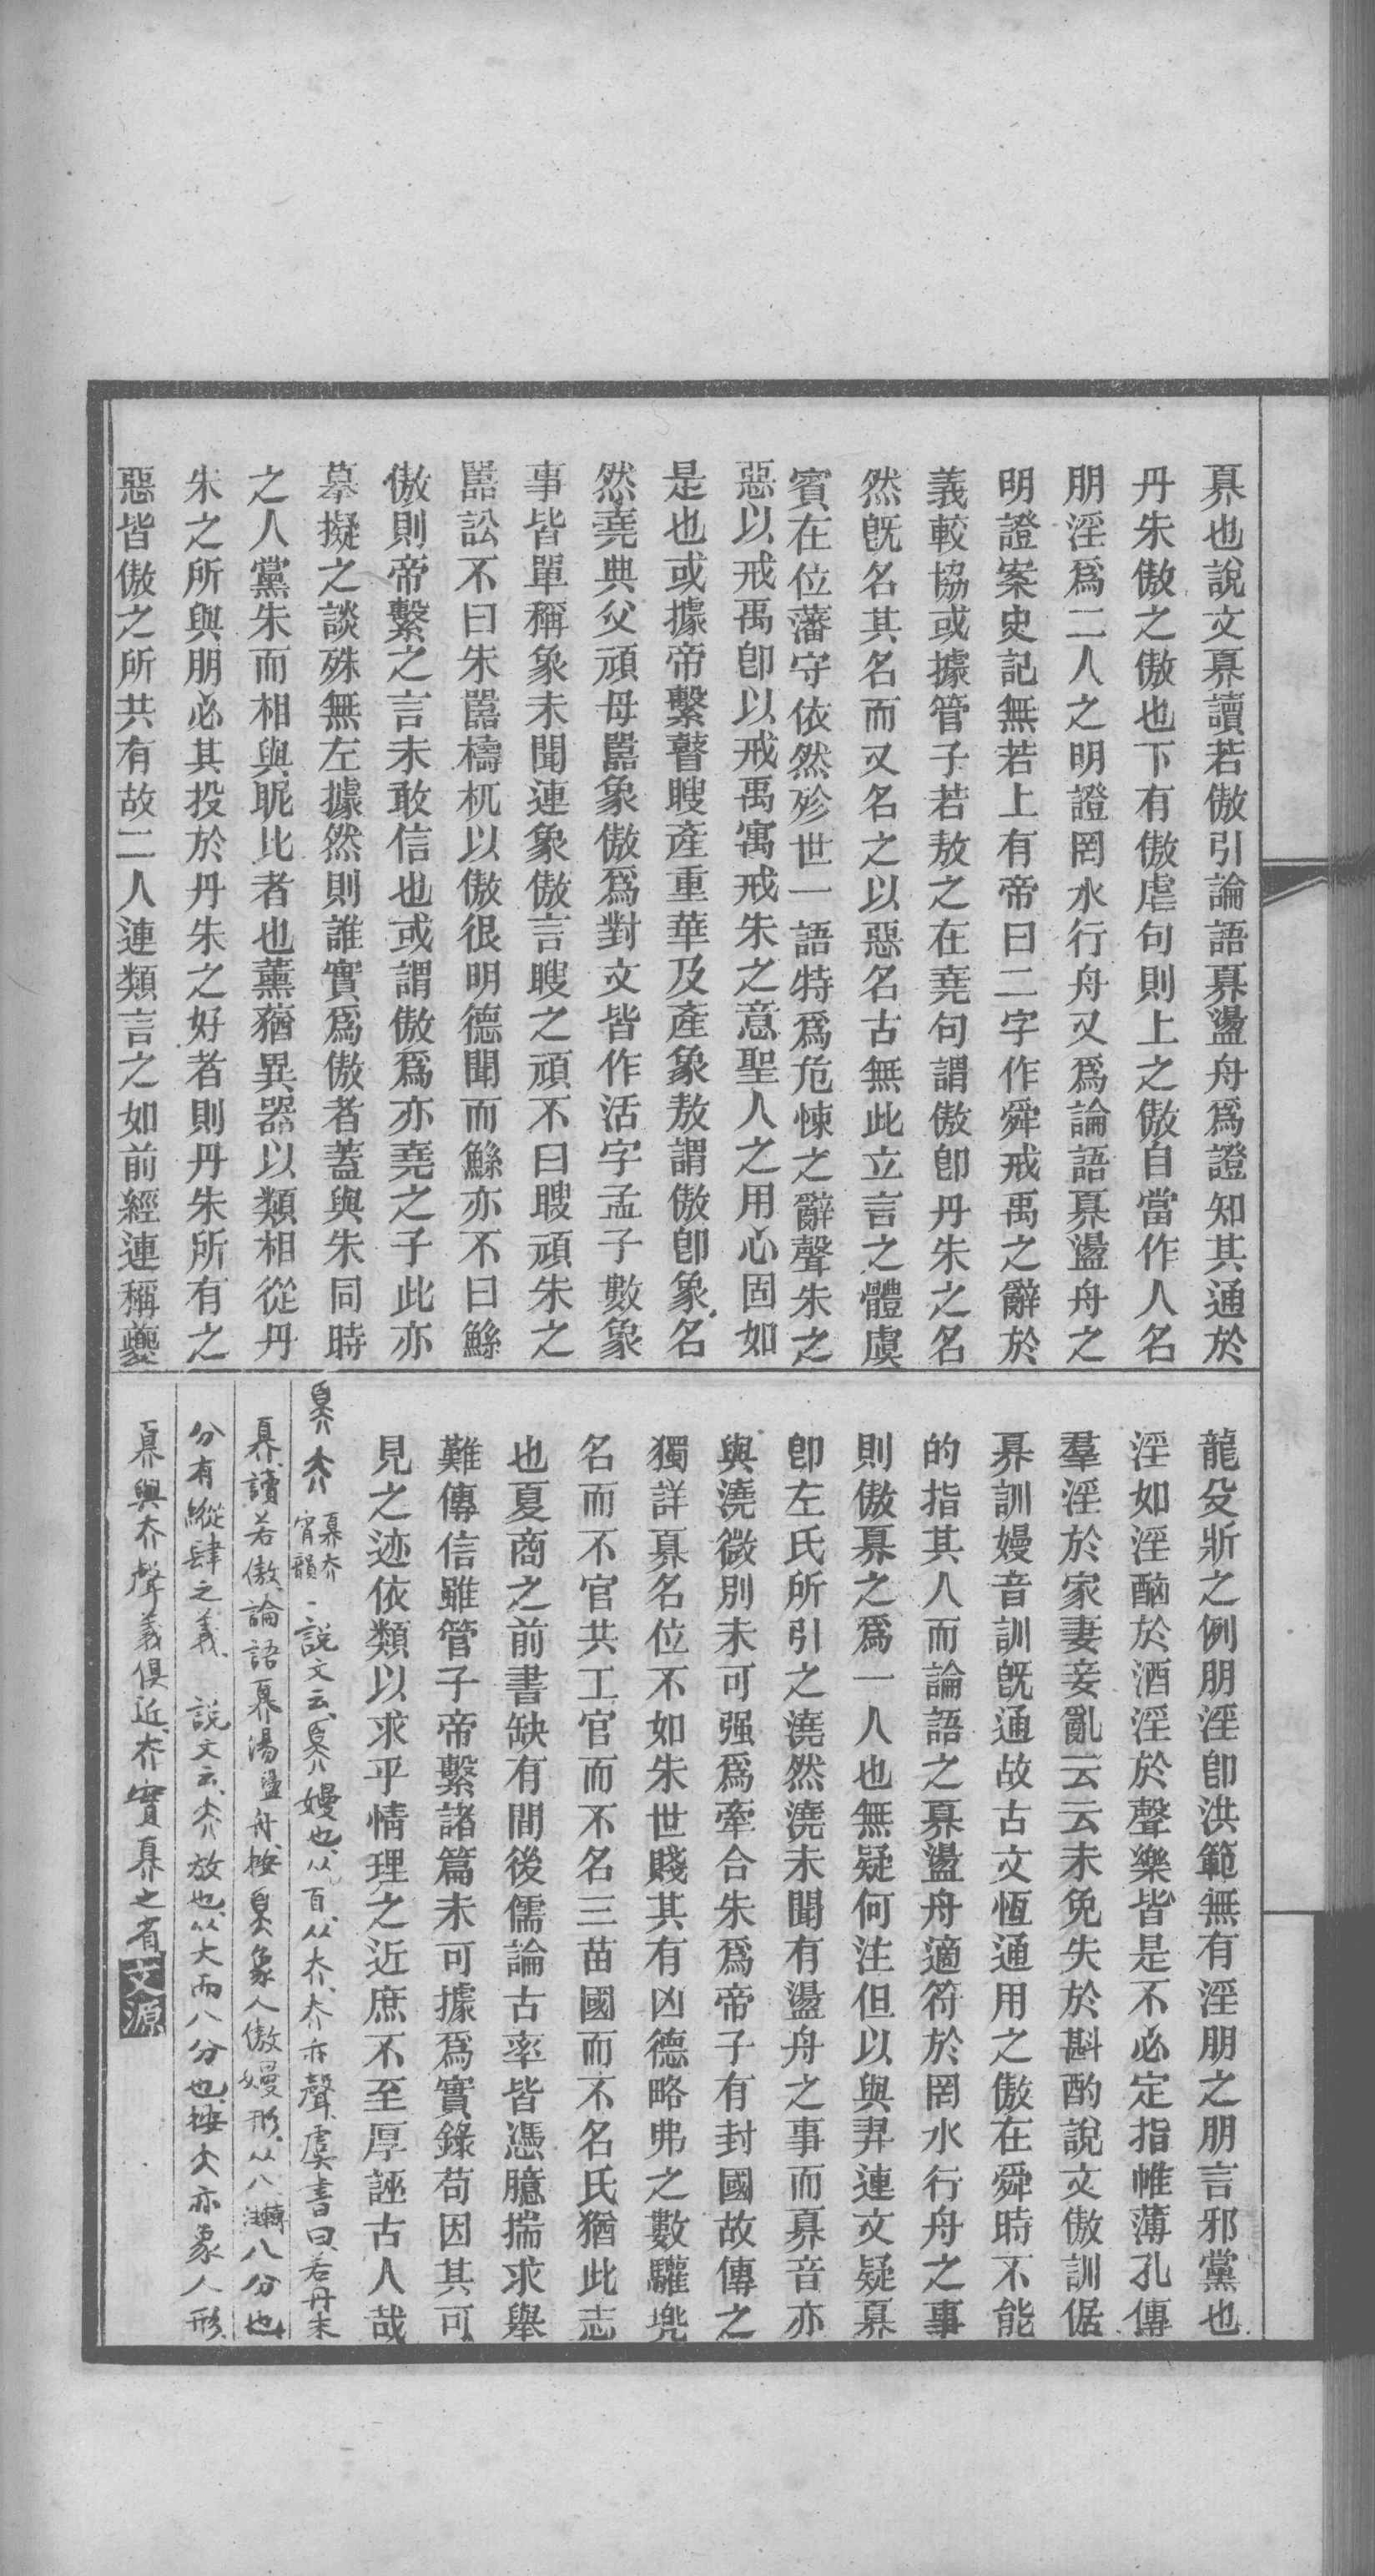 奡也說文奡讀若傲引論語奡盪舟爲證知其通於
丹朱傲之傲也下有傲虐句則上之傲自當作人名
朋淫爲二人之明證罔水行舟又爲論語奡盪舟之
明證案史記無若上有帝曰二字作舜戒禹之辭於
義較協或據管子若敖之在堯句謂傲卽丹朱之名
然旣名其名而又名之以惡名古無此立言之體虞
賓在位藩守依然殄世一語特爲危悚之辭聲朱之
惡以戒禹卽以戒禹寓戒朱之意聖人之用心固如
是也或據帝繫瞽瞍產重華及產象敖謂傲卽象名
然堯典父頑母嚚象傲爲對文皆作活字孟子數象
事皆單稱象未聞連象傲言瞍之頑不曰瞍頑朱之
嚚訟不曰朱嚚檮杌以傲很明德聞而鯀亦不曰鯀
傲則帝繫之言未敢信也或謂傲爲亦堯之子此亦
摹擬之談殊無左據然則誰實爲傲者蓋與朱同時
之人黨朱而相與昵比者也薰蕕異器以類相從丹
朱之所與朋必其投於丹朱之好者則丹朱所有之
惡皆傲之所共有故二人連類言之如前經連稱夔
龍殳斨之例朋淫卽洪範無有淫朋之朋言邪黨也
淫如淫酗於酒淫於聲樂皆是不必定指帷薄孔傳
羣淫於家妻妾亂云云未免失於斟酌說文傲訓倨
奡訓嫚音訓旣通故古文恆通用之傲在舜時不能
的指其人而論語之奡盪舟適符於罔水行舟之事
則傲奡之爲一人也無疑何注但以與羿連文疑奡
卽左氏所引之澆然澆未聞有盪舟之事而奡音亦
與澆微別未可强爲牽合朱爲帝子有封國故傳之
獨詳奡名位不如朱世賤其有凶德略弗之數驩兜
名而不官共工官而不名三苗國而不名氏猶此志
也夏商之前書缺有間後儒論古率皆憑臆揣求舉
難傳信雖管子帝繫諸篇未可據爲實錄苟因其可
見之迹依類以求平情理之近庶不至厚誣古人哉
奡夰 奡夰宵韻 說文云奡嫚也从百从夰夰亦聲虞書曰若丹朱
奡讀若傲論語奡湯盪舟按奡象人傲嫚形从八轉注八分也
分有縱肆之義 說文云夰放也从大而八分也按大亦象人形
奡與夰聲義俱近夰實奡之省文源